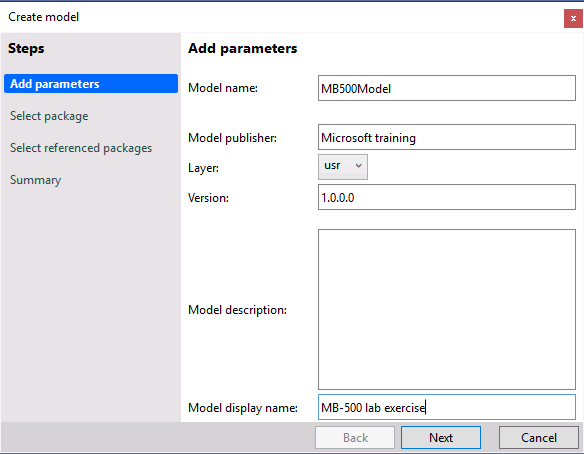 Create model
x
Steps
Add parameters
Select package
Select referenced packages
Summary
Add parameters
Model name: MB500Model
Model publisher: Microsoft training
Layer: usr
Version: 1.0.0.0
Model description:
Model display name: MB-500 lab exercise
Back Next Cancel